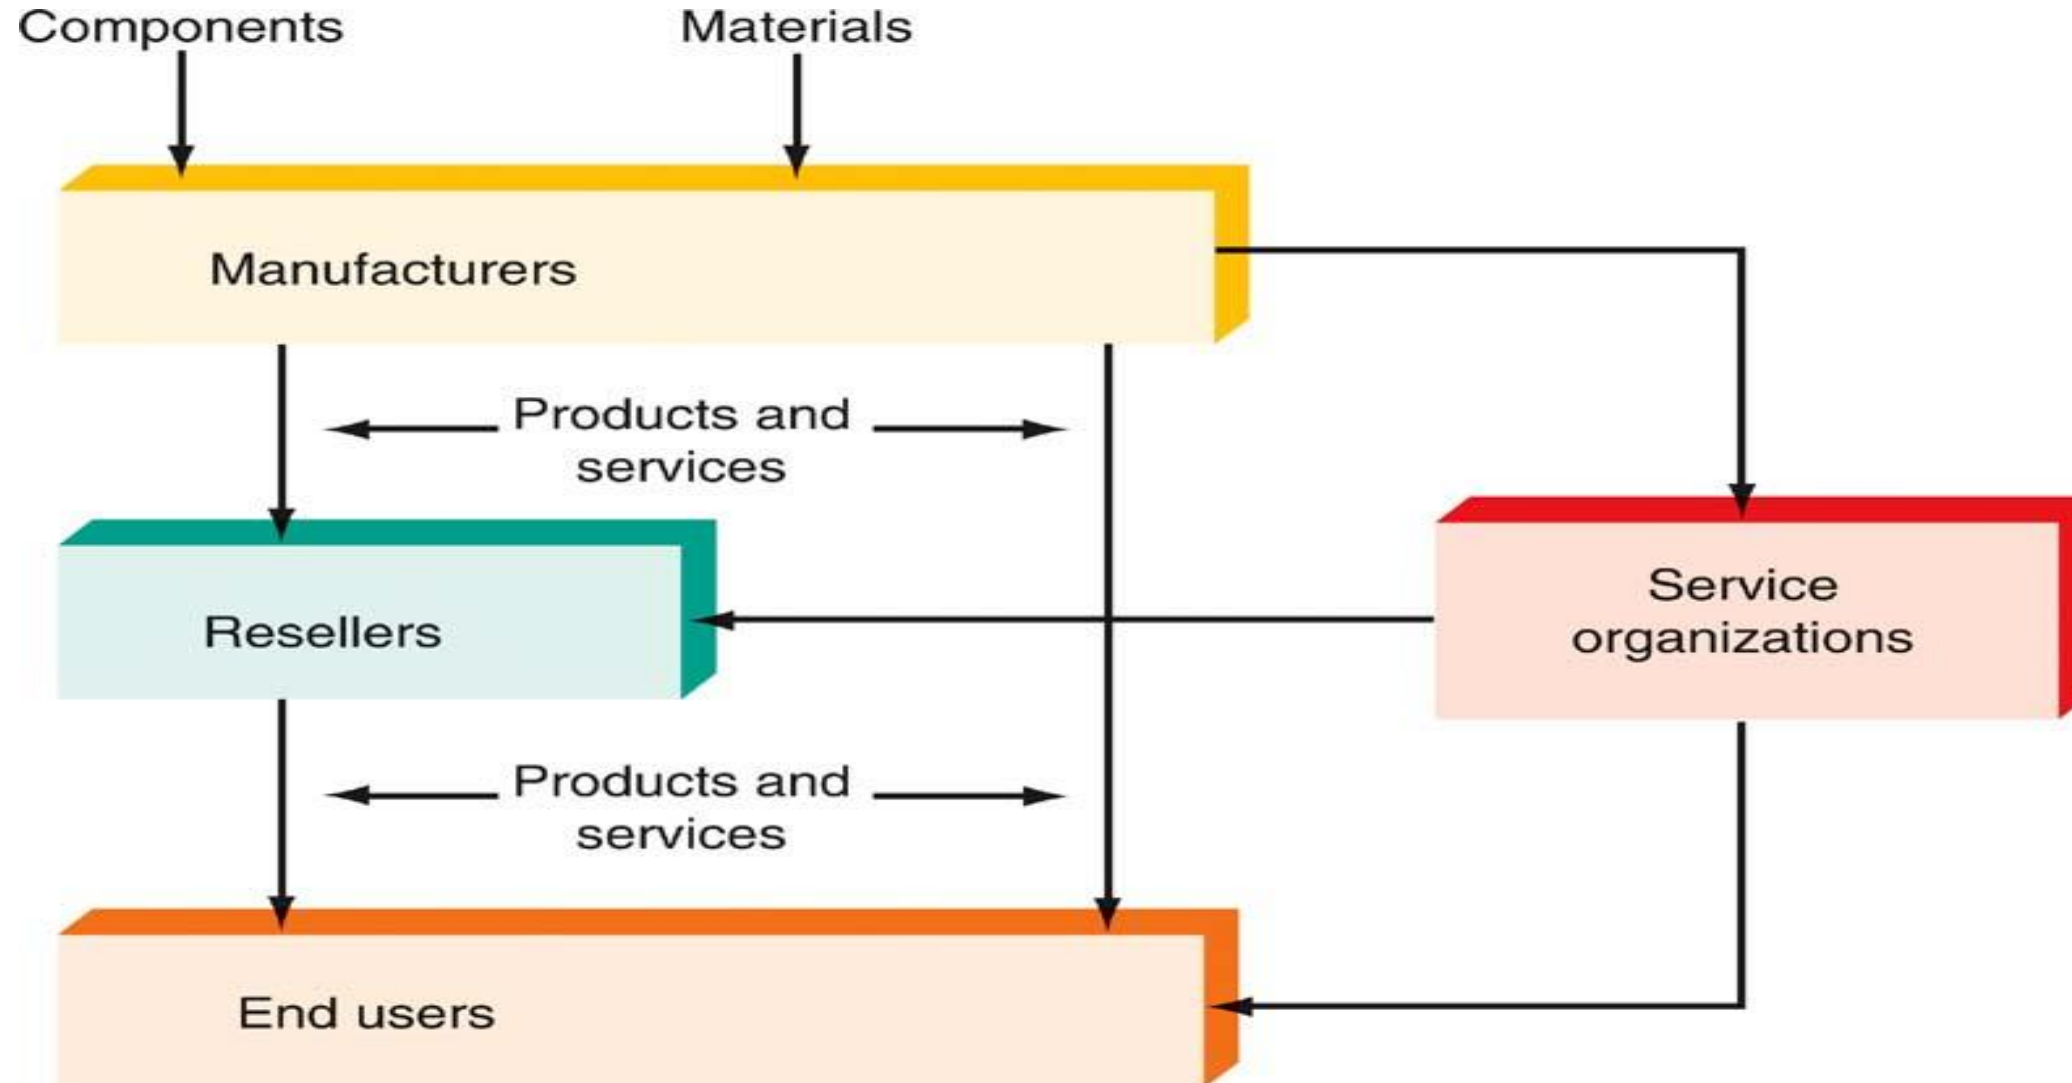 Components
Materials
Manufacturers
Products and
services
Resellers
Service
organizations
Products and
services
End users